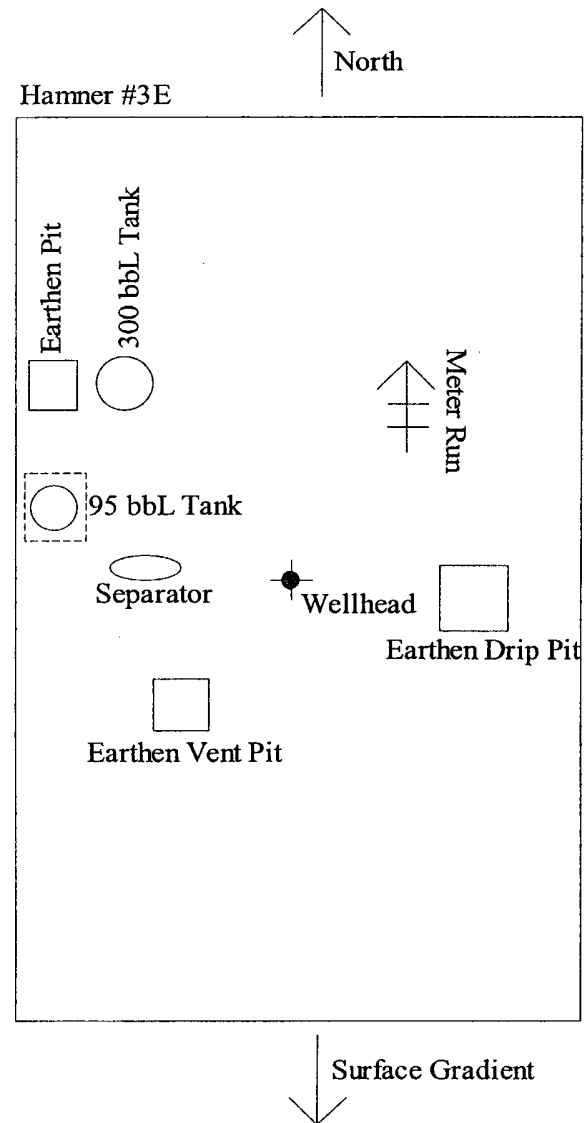 North
Hamner #3E
Earthen Pit
300 bbL Tank
Meter Run
95 bbL Tank
Separator
Wellhead
Earthen Drip Pit
Earthen Vent Pit
Surface Gradient